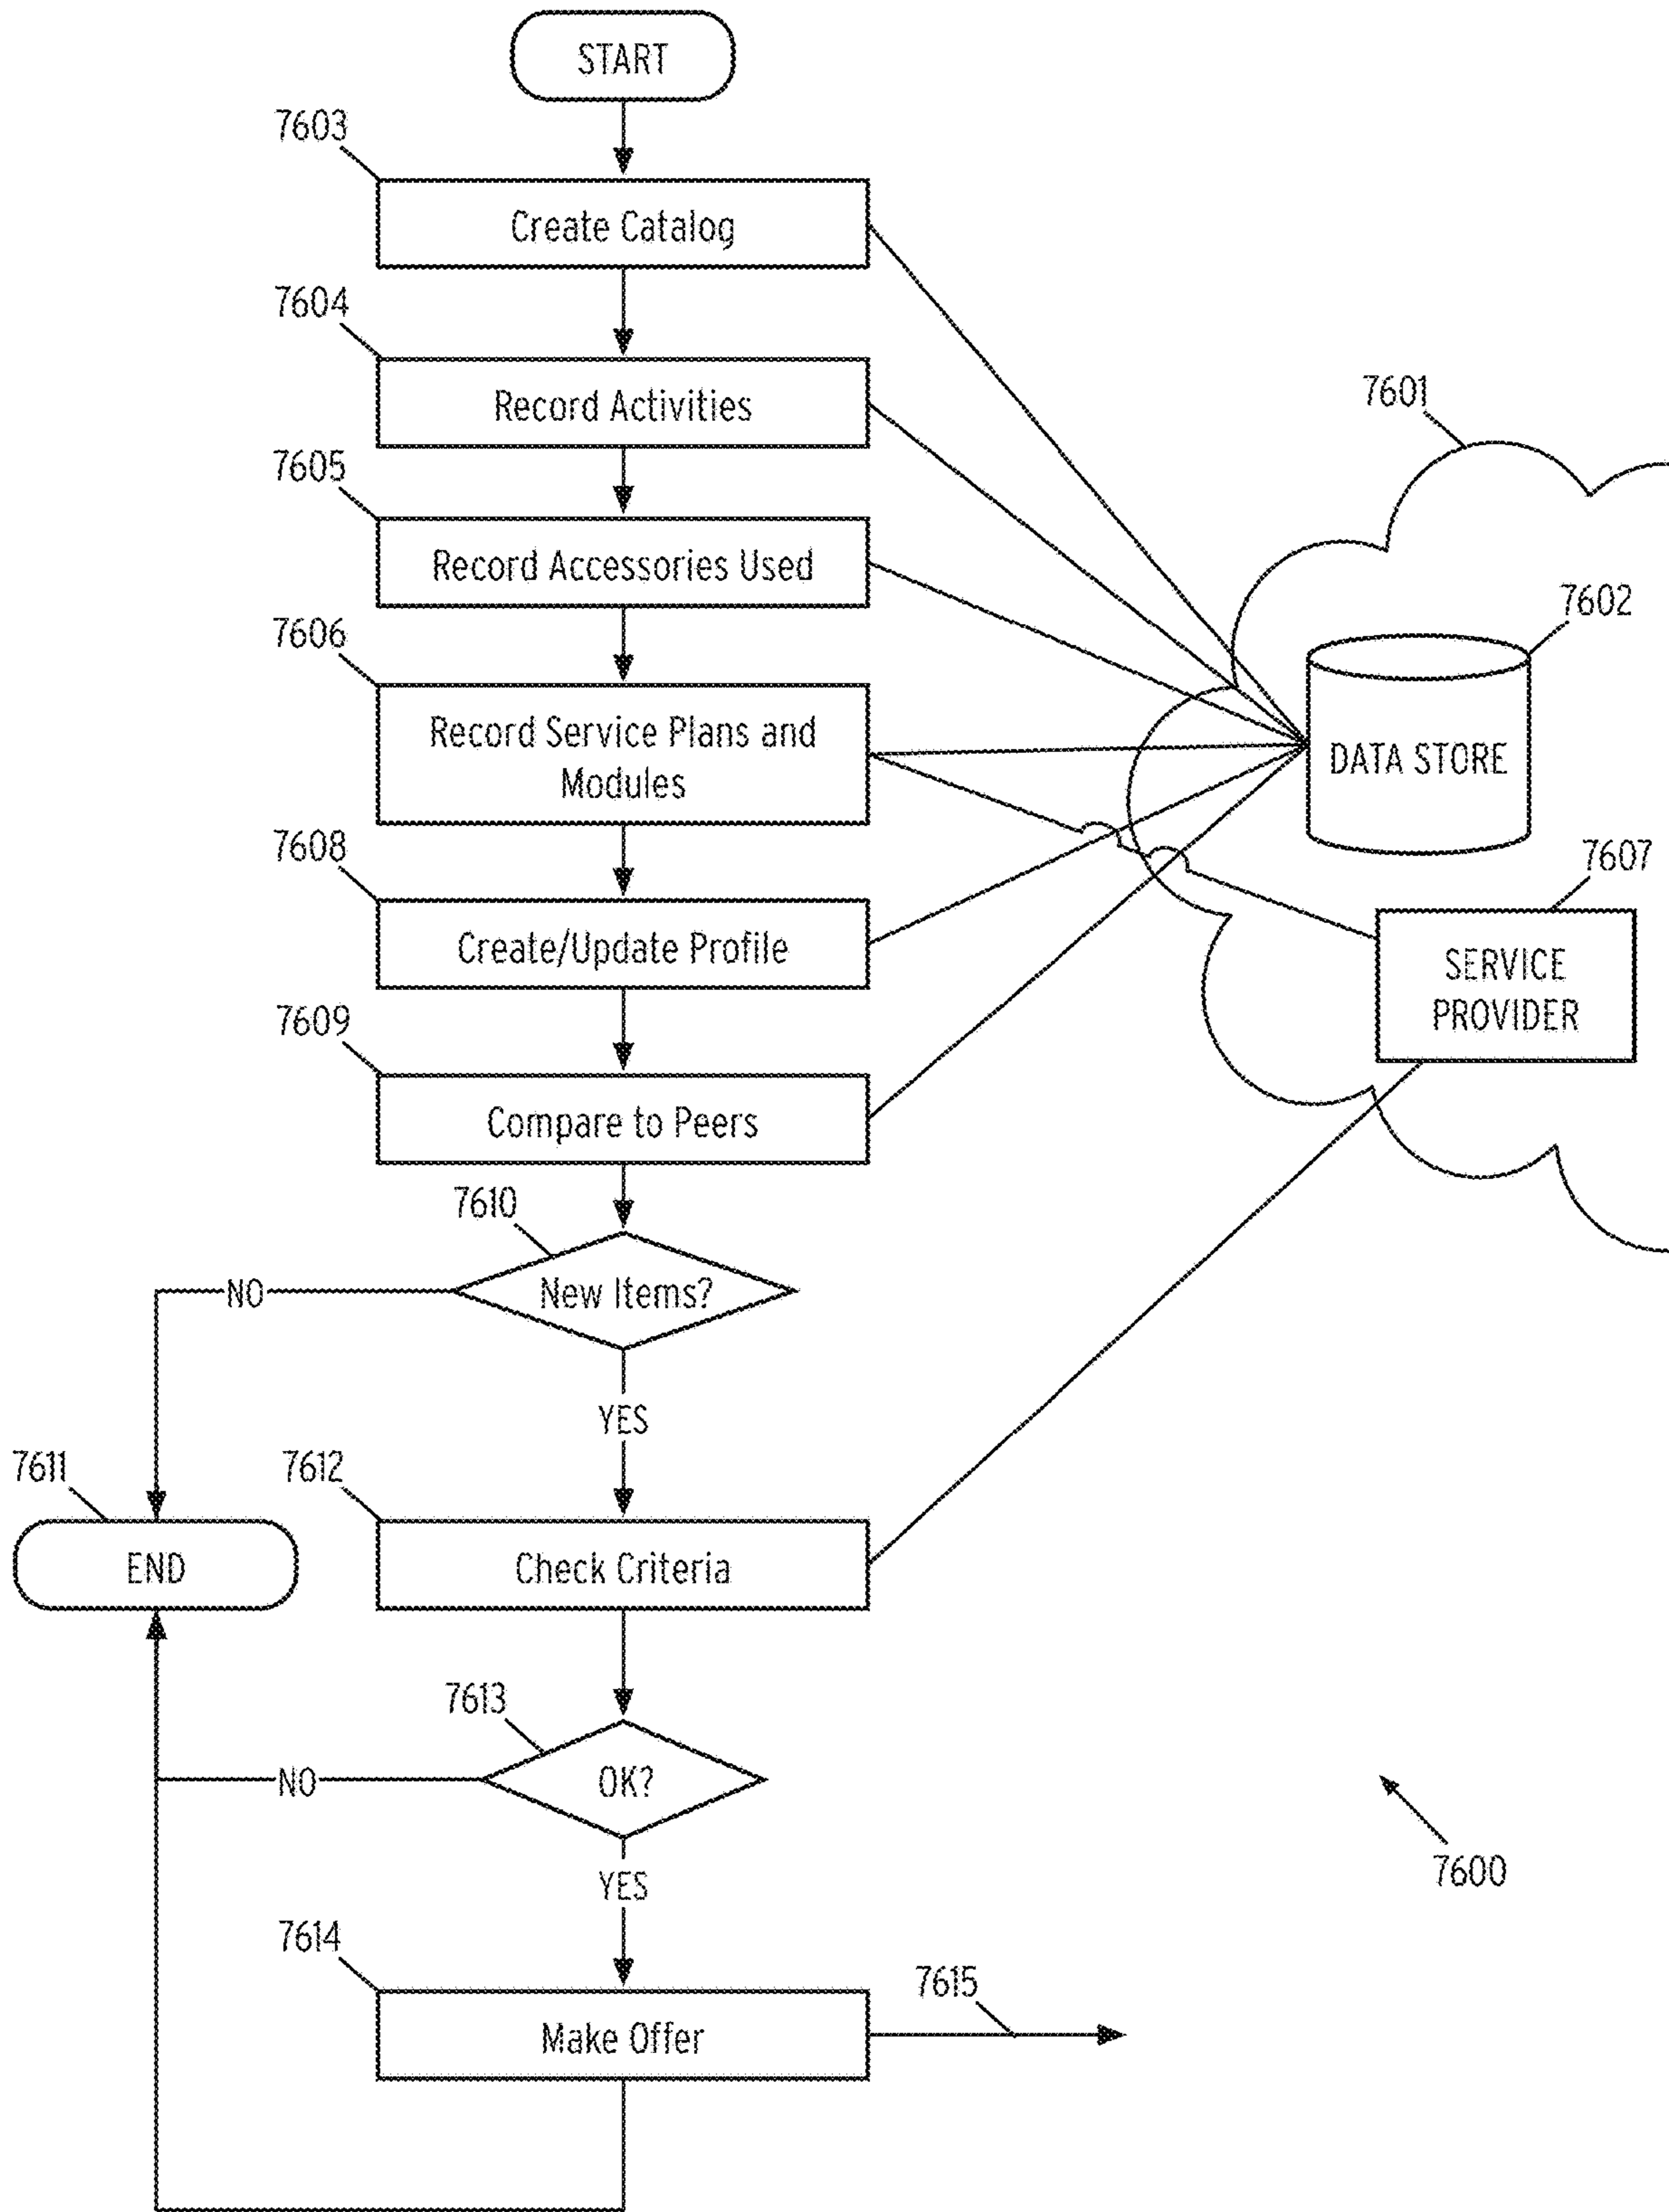 START
7603
Create Catalog
7604
Record Activities
7601
7605
Record Accessories Used
7602
7606
Record Service Plans and
Modules
DATA STORE
7608
7607
Create/Update Profile
SERVICE
PROVIDER
7609
Compare to Peers
7610
New Items?
NO
YES
7611
7612
END
Check Criteria
7613
OK?
NO
YES
7600
7614
7615
Make Offer